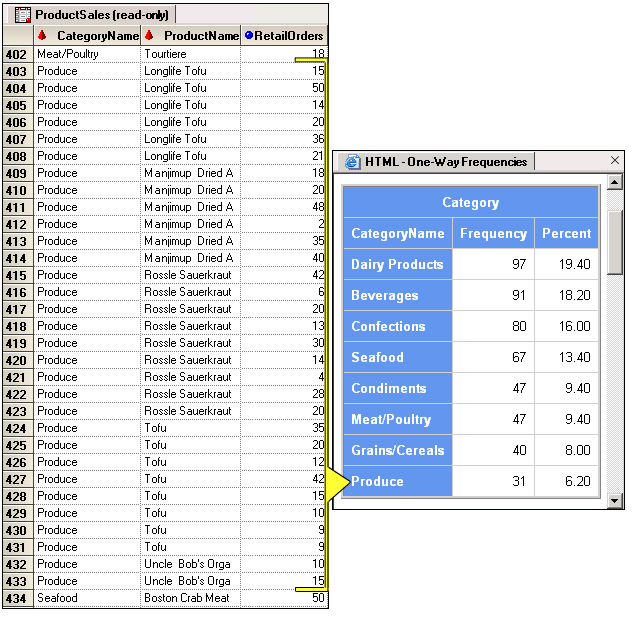 ProductSales (read-only)
CategoryName ProductName RetailOrders
402 Meat/Poultry Tourtiere 18
403 Produce Longlife Tofu 15
404 Produce Longlife Tofu 50
405 Produce Longlife Tofu 14
406 Produce Longlife Tofu 20
407 Produce Longlife Tofu 36
408 Produce Longlife Tofu 21
409 Produce Manjimup Dried A 18
410 Produce Manjimup Dried A 20
411 Produce Manjimup Dried A 48
412 Produce Manjimup Dried A 2
413 Produce Manjimup Dried A 35
414 Produce Manjimup Dried A 40
415 Produce Rossle Sauerkraut 42
416 Produce Rossle Sauerkraut 6
417 Produce Rossle Sauerkraut 20
418 Produce Rossle Sauerkraut 13
419 Produce Rossle Sauerkraut 30
420 Produce Rossle Sauerkraut 14
421 Produce Rossle Sauerkraut 4
422 Produce Rossle Sauerkraut 28
423 Produce Rossle Sauerkraut 20
424 Produce Tofu 35
425 Produce Tofu 20
426 Produce Tofu 12
427 Produce Tofu 42
428 Produce Tofu 15
429 Produce Tofu 10
430 Produce Tofu 9
431 Produce Tofu 9
432 Produce Uncle Bob's Orga 10
433 Produce Uncle Bob's Orga 15
434 Seafood Boston Crab Meat 50
HTML - One-Way Frequencies
Category
CategoryName Frequency Percent
Dairy Products 97 19.40
Beverages 91 18.20
Confections 80 16.00
Seafood 67 13.40
Condiments 47 9.40
Meat/Poultry 47 9.40
Grains/Cereals 40 8.00
Produce 31 6.20